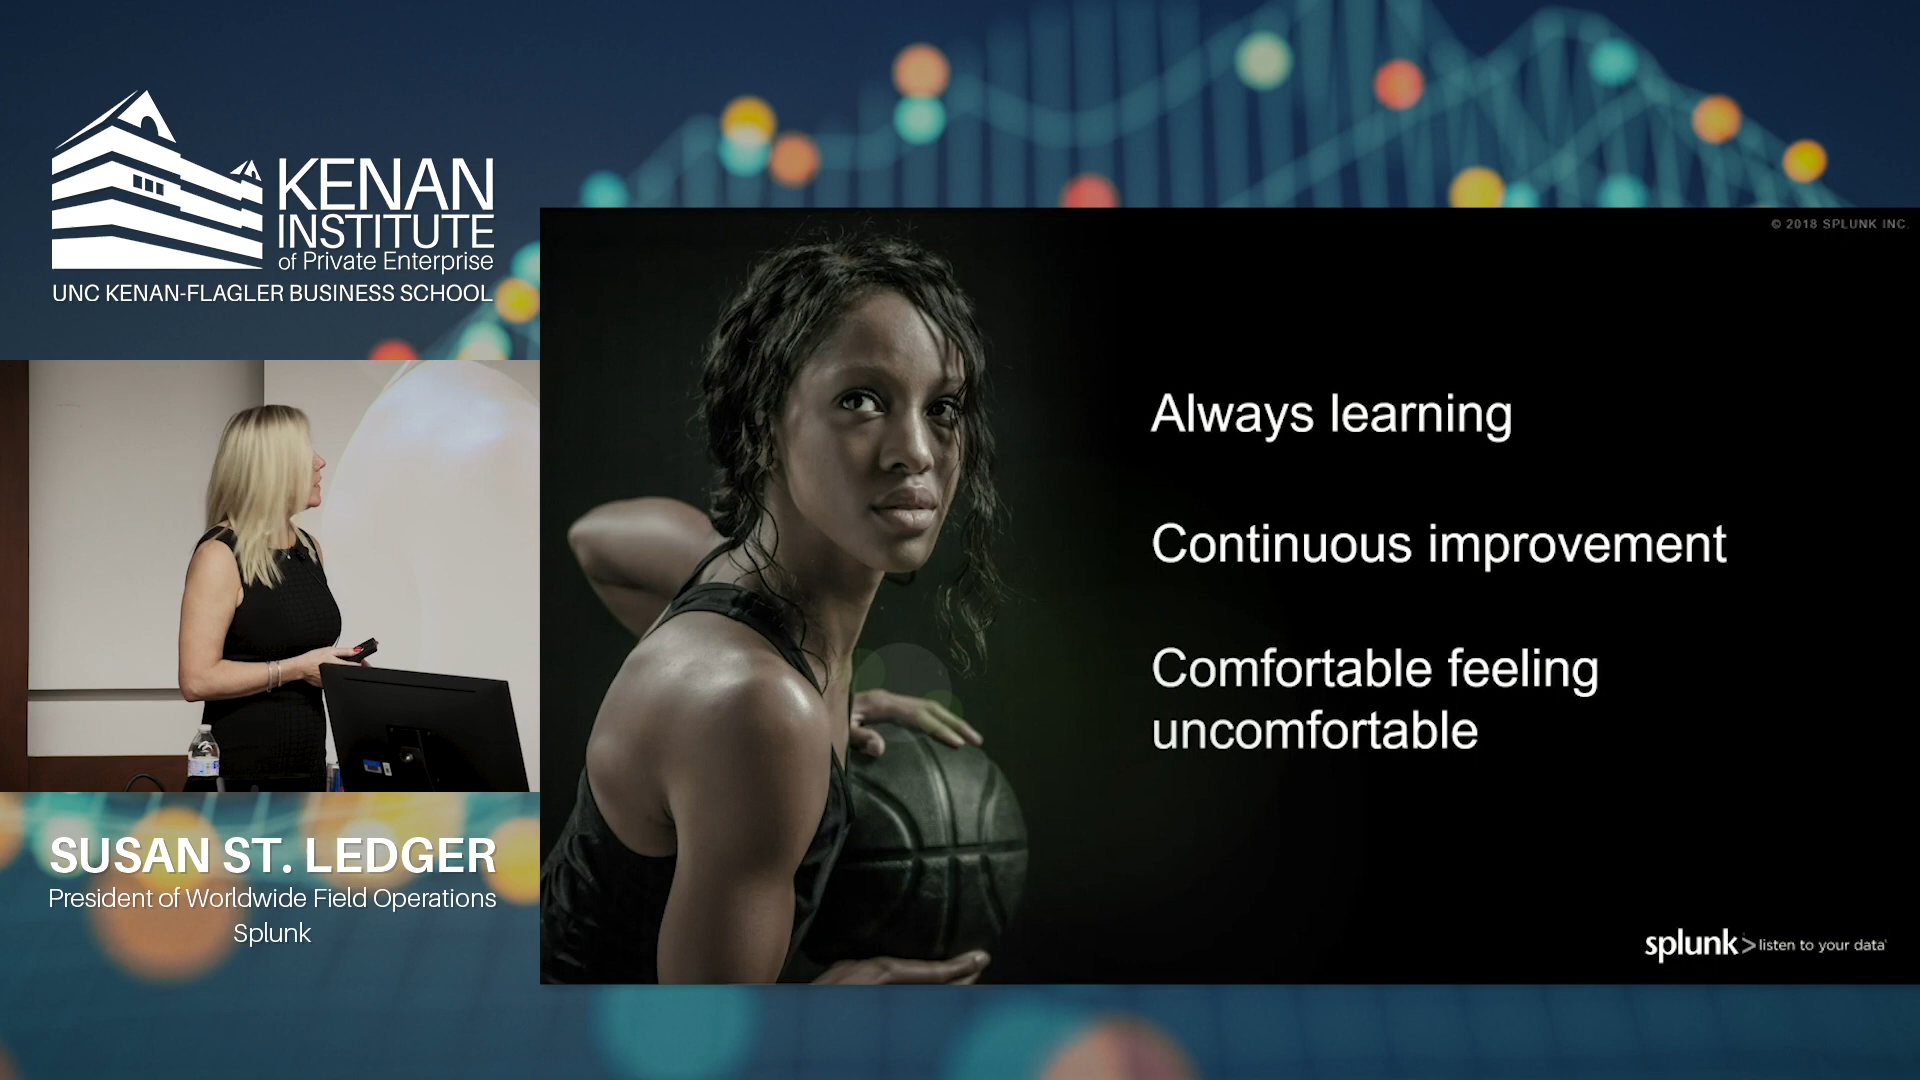 KENAN
INSTITUTE
of Private Enterprise
UNC KENAN-FLAGLER BUSINESS SCHOOL
© 2018 SPLUNK INC.
Always learning
Continuous improvement
Comfortable feeling
uncomfortable
splunk> listen to your data
SUSAN ST. LEDGER
President of Worldwide Field Operations
Splunk